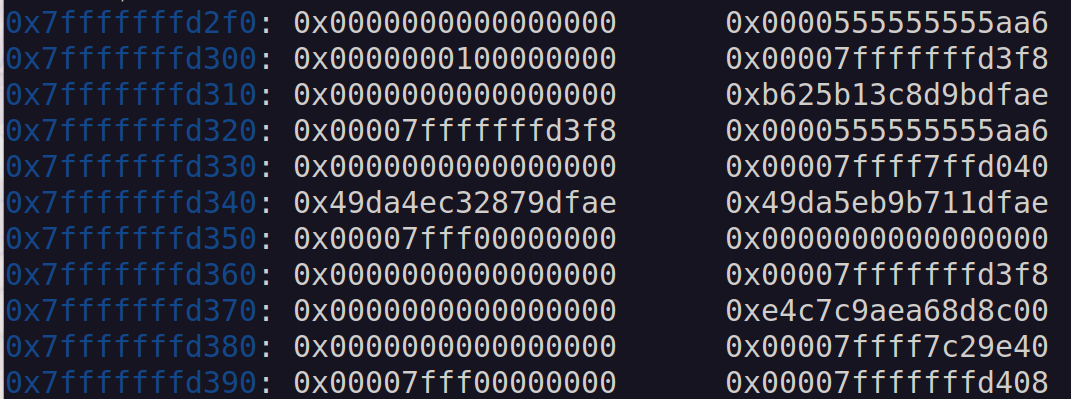 0x7fffffffd2f0: 0x0000000000000000 0x0000555555555aa6
0x7fffffffd300: 0x0000000100000000 0x00007fffffffd3f8
0x7fffffffd310: 0x0000000000000000 0xb625b13c8d9bdfae
0x7fffffffd320: 0x00007fffffffd3f8 0x0000555555555aa6
0x7fffffffd330: 0x0000000000000000 0x00007ffff7ffd040
0x7fffffffd340: 0x49da4ec32879dfae 0x49da5eb9b711dfae
0x7fffffffd350: 0x00007fff00000000 0x0000000000000000
0x7fffffffd360: 0x0000000000000000 0x00007fffffffd3f8
0x7fffffffd370: 0x0000000000000000 0xe4c7c9aea68d8c00
0x7fffffffd380: 0x0000000000000000 0x00007ffff7c29e40
0x7fffffffd390: 0x00007fff00000000 0x00007fffffffd408